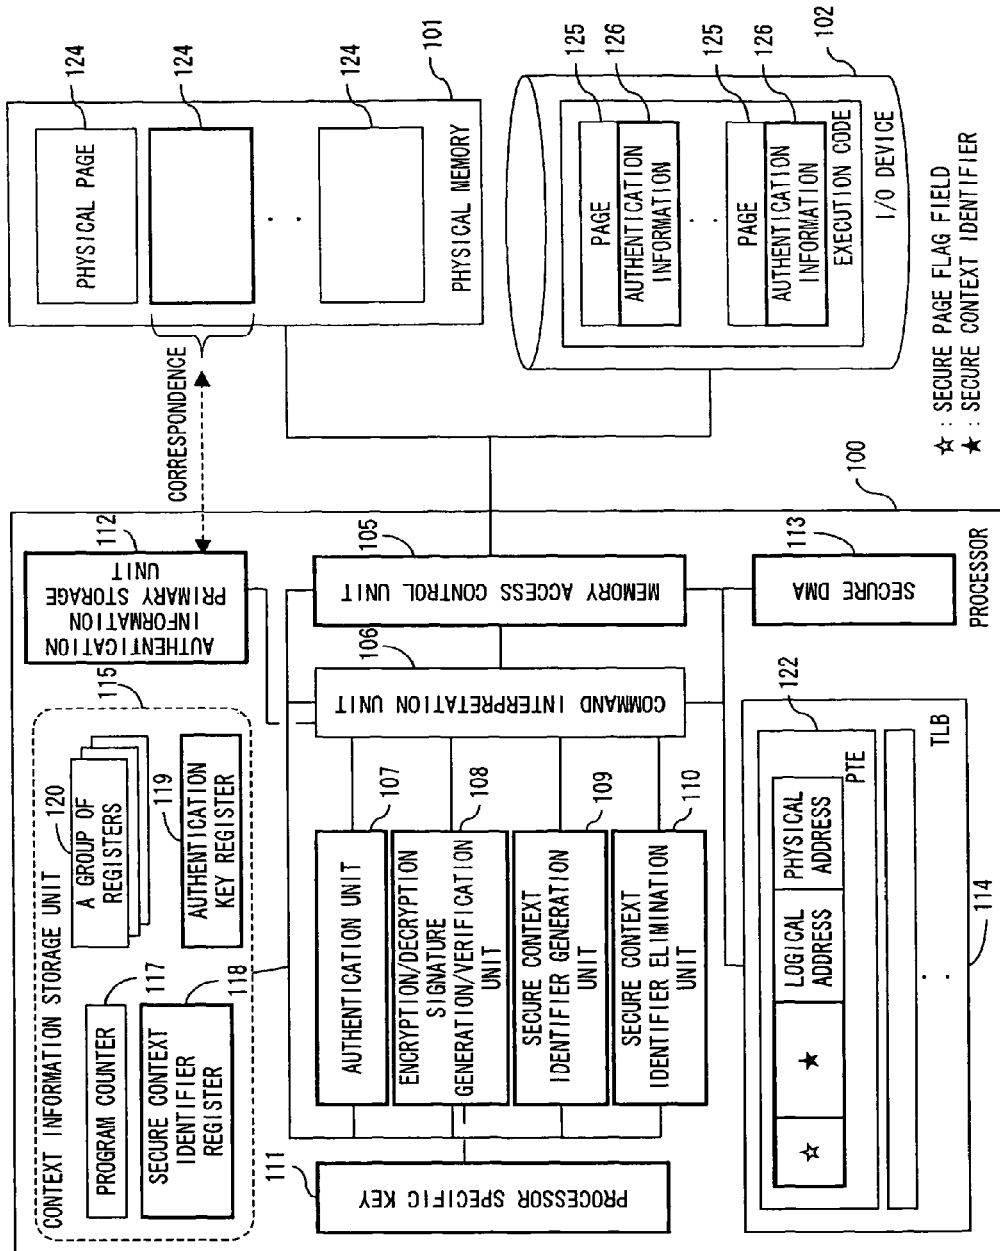 CONTEXT INFORMATION STORAGE UNIT
120
A GROUP OF
REGISTERS
115
PROGRAM COUNTER
117
SECURE CONTEXT
IDENTIFIER
REGISTER
118
119
AUTHENTICATION
KEY REGISTER
112
AUTHENTICATION
INFORMATION
PRIMARY STORAGE
UNIT
CORRESPONDENCE
124
PHYSICAL PAGE
124
124
101
PHYSICAL MEMORY
111
PROCESSOR SPECIFIC KEY
AUTHENTICATION UNIT
107
ENCRYPTION/DECRYPTION
SIGNATURE
GENERATION/VERIFICATION
UNIT
108
SECURE CONTEXT
IDENTIFIER GENERATION
UNIT
109
SECURE CONTEXT
IDENTIFIER ELIMINATION
UNIT
110
106
COMMAND INTERPRETATION UNIT
105
MEMORY ACCESS CONTROL UNIT
100
125
PAGE
126
AUTHENTICATION
INFORMATION
125
PAGE
126
AUTHENTICATION
INFORMATION
EXECUTION CODE
I/O DEVICE
102
☆ ★
LOGICAL
ADDRESS
PHYSICAL
ADDRESS
122
PTE
TLB
114
113
SECURE DMA
PROCESSOR
☆ : SECURE PAGE FLAG FIELD
★ : SECURE CONTEXT IDENTIFIER